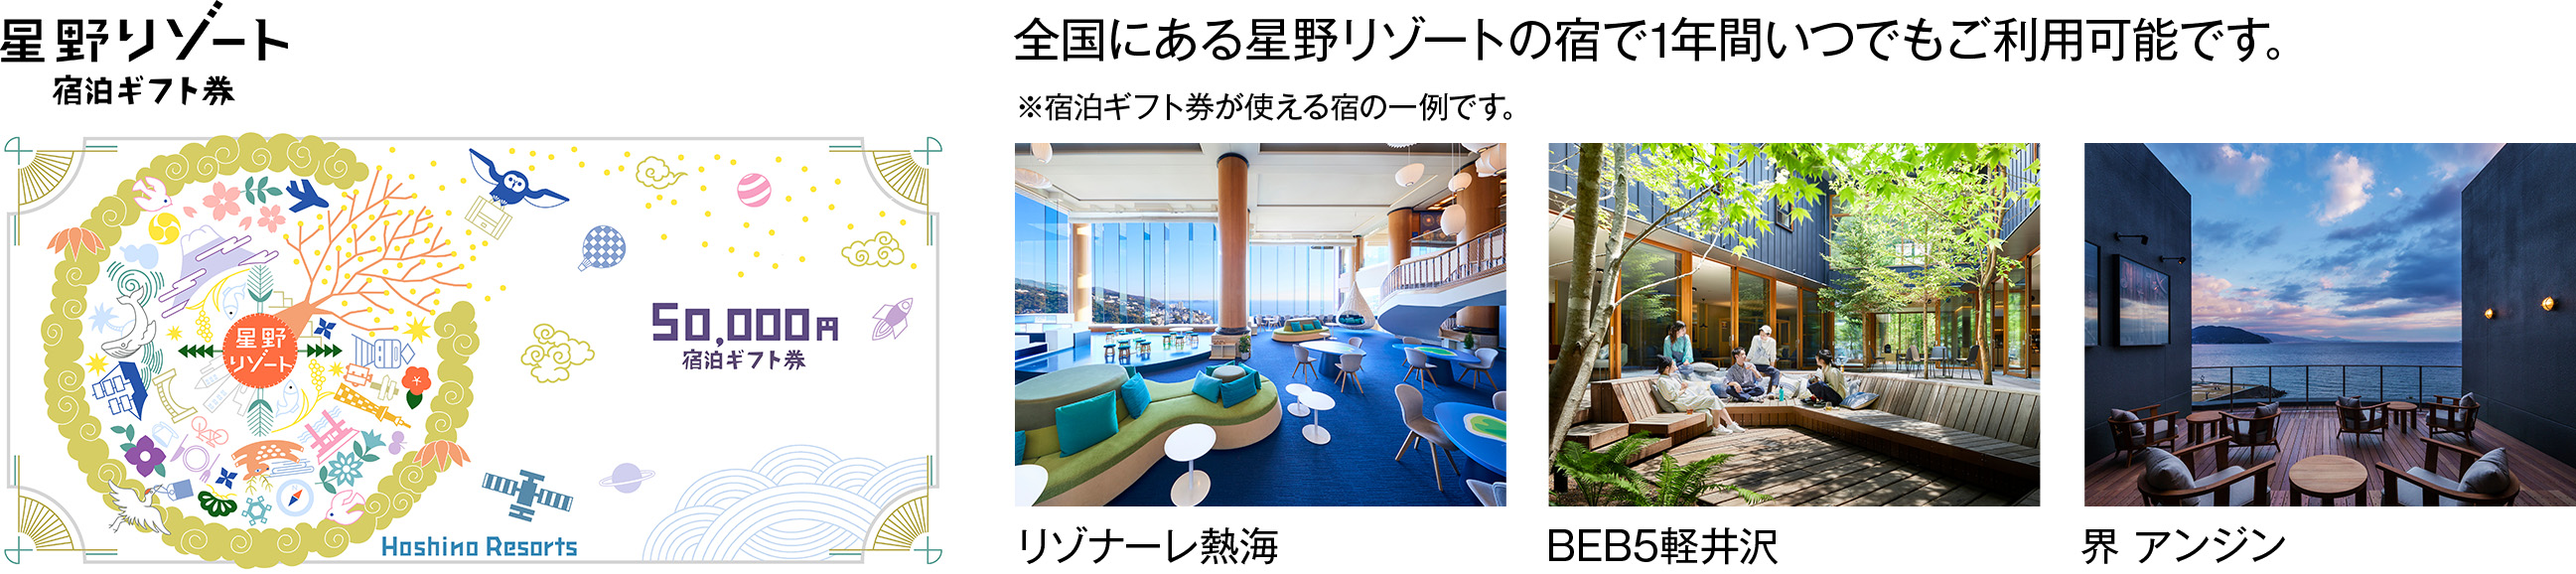 星野リゾート
宿泊ギフト券
星野
リゾート
50,000円
宿泊ギフト券
Hoshino Resorts
全国にある星野リゾートの宿で1年間いつでもご利用可能です。
※宿泊ギフト券が使える宿の一例です。
リゾナーレ熱海
BEB5軽井沢
界 アンジン